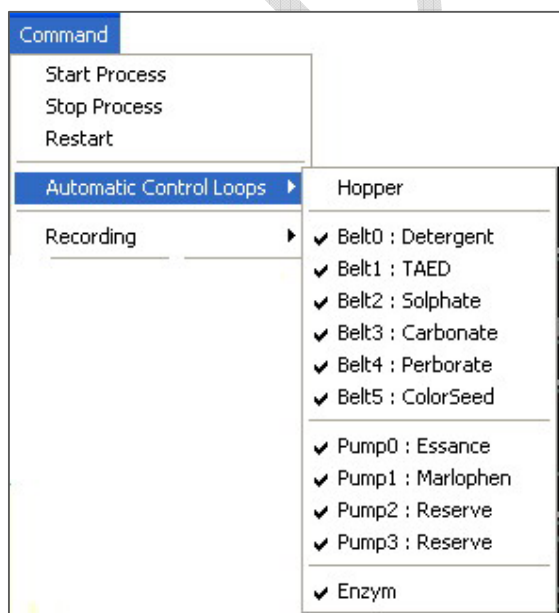 Command
Start Process
Stop Process
Restart
Automatic Control Loops
Recording
Hopper
Belt0 : Detergent
Belt1 : TAED
Belt2 : Solphate
Belt3 : Carbonate
Belt4 : Perborate
Belt5 : ColorSeed
Pump0 : Essance
Pump1 : Marlophen
Pump2 : Reserve
Pump3 : Reserve
Enzym